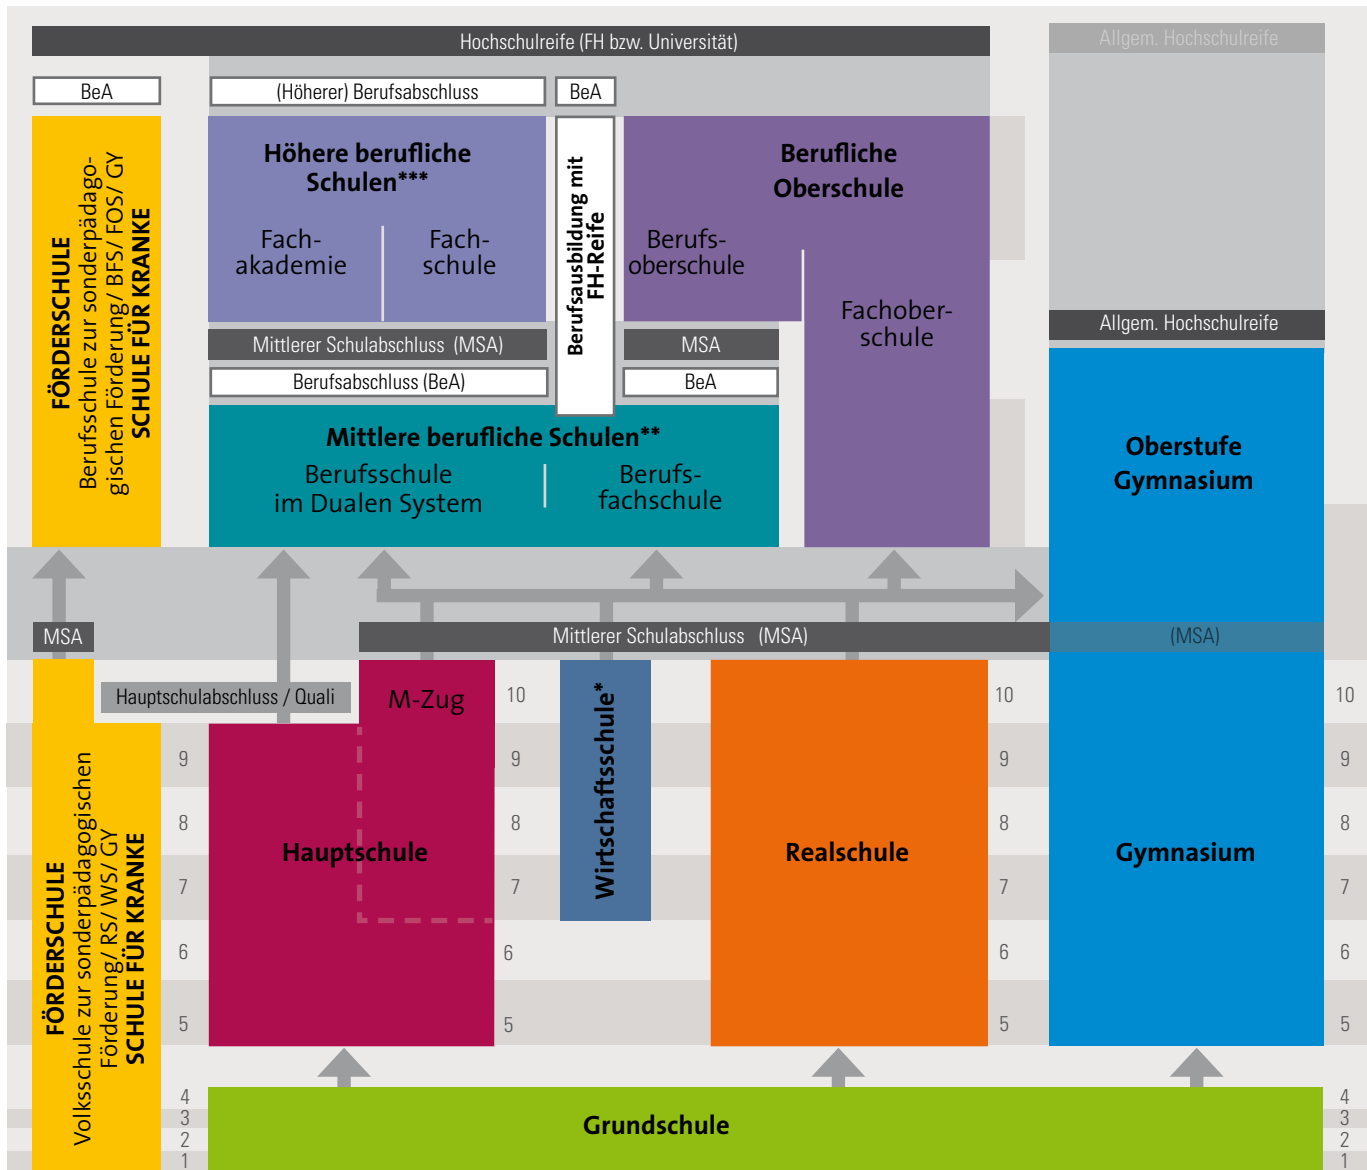 Hochschulreife (FH bzw. Universität)
Allgem. Hochschulreife
BeA
(Höherer) Berufsabschluss
BeA
FÖRDERSCHULE
Berufsschule zur sonderpädago-
gischen Förderung/ BFS/ FOS/ GY
SCHULE FÜR KRANKE
Höhere berufliche
Schulen***
Fach-
akademie
Fach-
schule
Berufsausbildung mit
FH-Reife
Berufliche
Oberschule
Berufs-
oberschule
Fachober-
schule
Allgem. Hochschulreife
Mittlerer Schulabschluss (MSA)
MSA
Berufsabschluss (BeA)
BeA
Mittlere berufliche Schulen**
Berufsschule
im Dualen System
Berufs-
fachschule
Oberstufe
Gymnasium
MSA
Mittlerer Schulabschluss (MSA)
(MSA)
Hauptschulabschluss / Quali
M-Zug
10
10
10
9
9
9
9
8
8
8
8
7
7
7
7
6
6
6
6
5
5
5
5
FÖRDERSCHULE
Volksschule zur sonderpädagogischen
Förderung/ RS/ WS/ GY
SCHULE FÜR KRANKE
Hauptschule
Wirtschaftsschule*
Realschule
Gymnasium
4
4
3
3
2
2
1
1
Grundschule